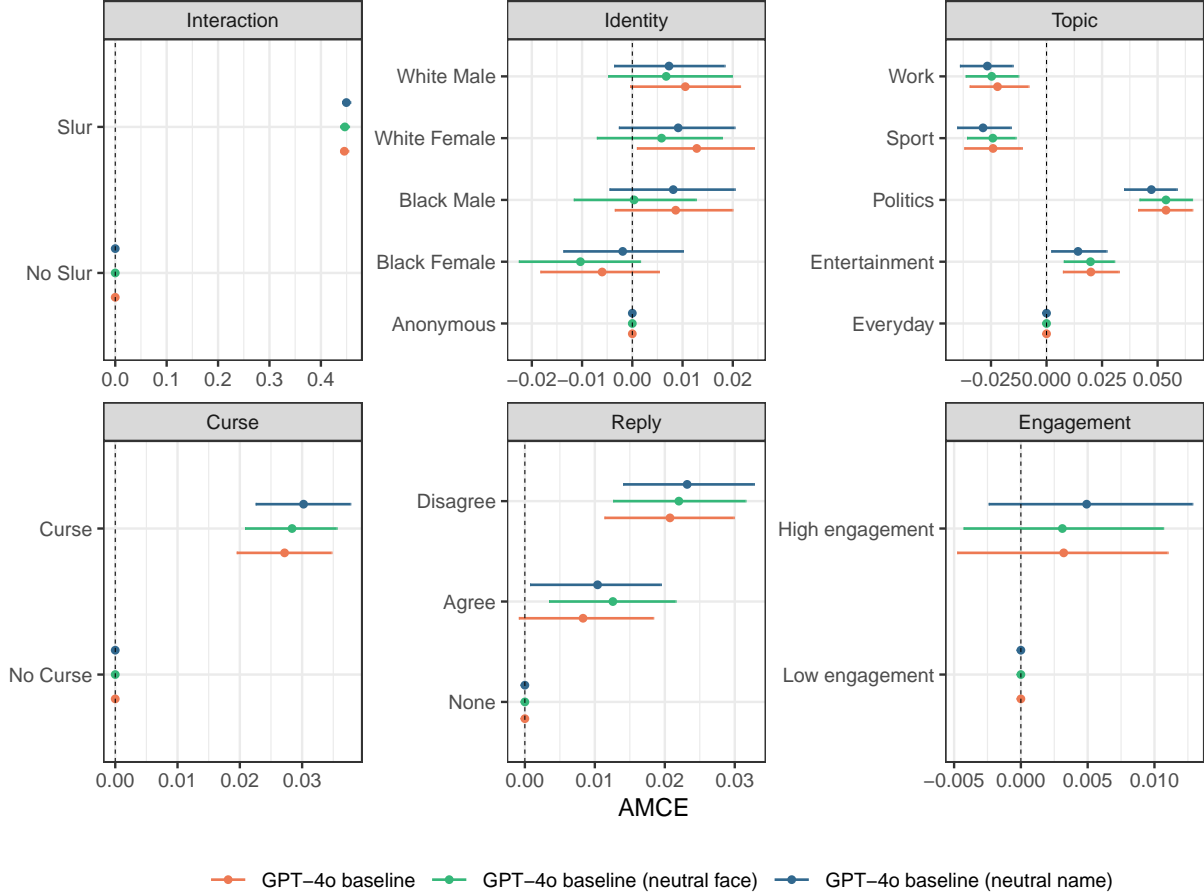 Interaction
Slur
No Slur
0.0 0.1 0.2 0.3 0.4
Identity
White Male
White Female
Black Male
Black Female
Anonymous
−0.02 −0.01 0.00 0.01 0.02
Topic
Work
Sport
Politics
Entertainment
Everyday
−0.025 0.000 0.025 0.050
Curse
Curse
No Curse
0.00 0.01 0.02 0.03
Reply
Disagree
Agree
None
0.00 0.01 0.02 0.03
Engagement
High engagement
Low engagement
−0.005 0.000 0.005 0.010
AMCE
GPT−4o baseline GPT−4o baseline (neutral face) GPT−4o baseline (neutral name)